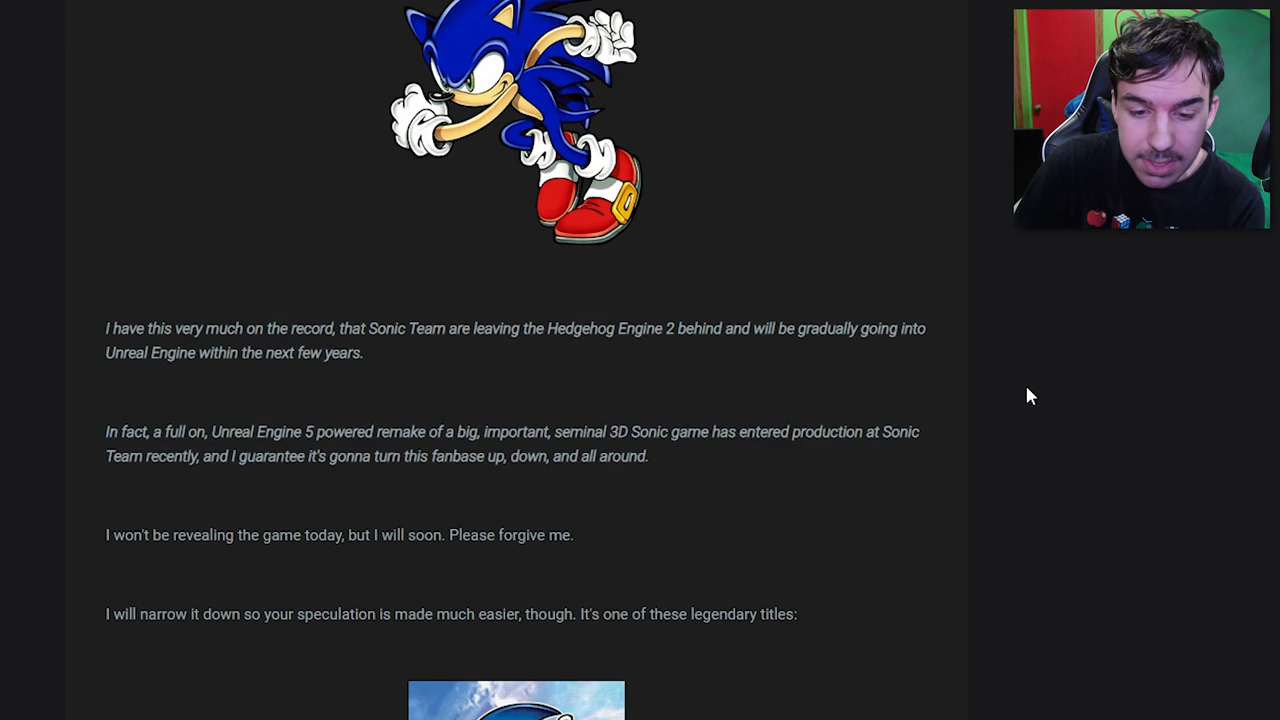 I have this very much on the record, that Sonic Team are leaving the Hedgehog Engine 2 behind and will be gradually going into
Unreal Engine within the next few years.
In fact, a full on, Unreal Engine 5 powered remake of a big, important, seminal 3D Sonic game has entered production at Sonic
Team recently, and I guarantee it's gonna turn this fanbase up, down, and all around.
I won't be revealing the game today, but I will soon. Please forgive me.
I will narrow it down so your speculation is made much easier, though. It's one of these legendary titles: